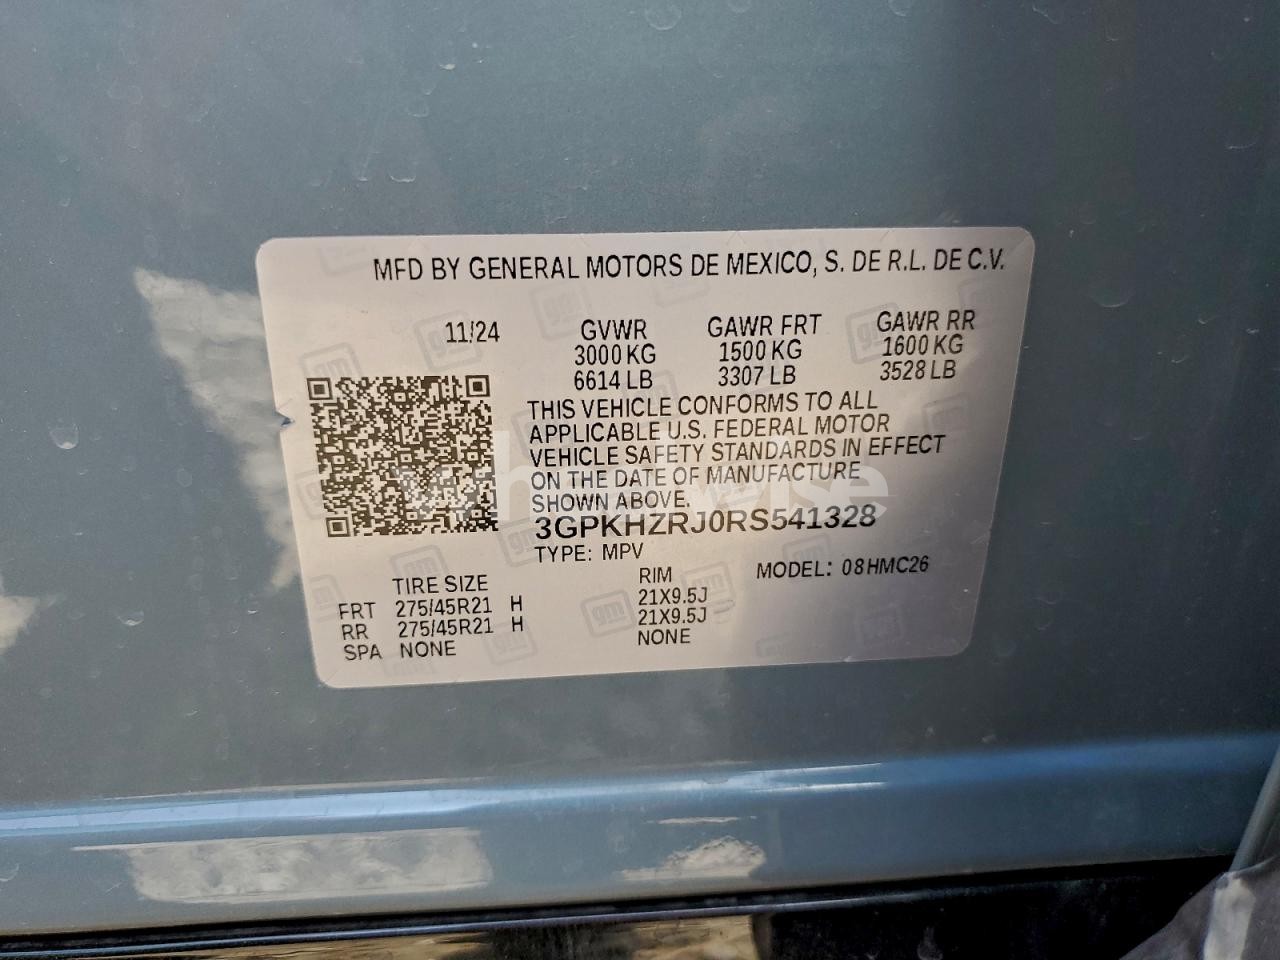 MFD BY GENERAL MOTORS DE MEXICO, S. DE R.L. DE C.V.
11/24 GVWR GAWR FRT GAWR RR
3000 KG 1500 KG 1600 KG
6614 LB 3307 LB 3528 LB
THIS VEHICLE CONFORMS TO ALL
APPLICABLE U.S. FEDERAL MOTOR
VEHICLE SAFETY STANDARDS IN EFFECT
ON THE DATE OF MANUFACTURE
SHOWN ABOVE.
3GPKHZRJ0RS541328
TYPE: MPV
TIRE SIZE RIM MODEL: 08HMC26
FRT 275/45R21 H 21X9.5J
RR 275/45R21 H 21X9.5J
SPA NONE NONE
gm